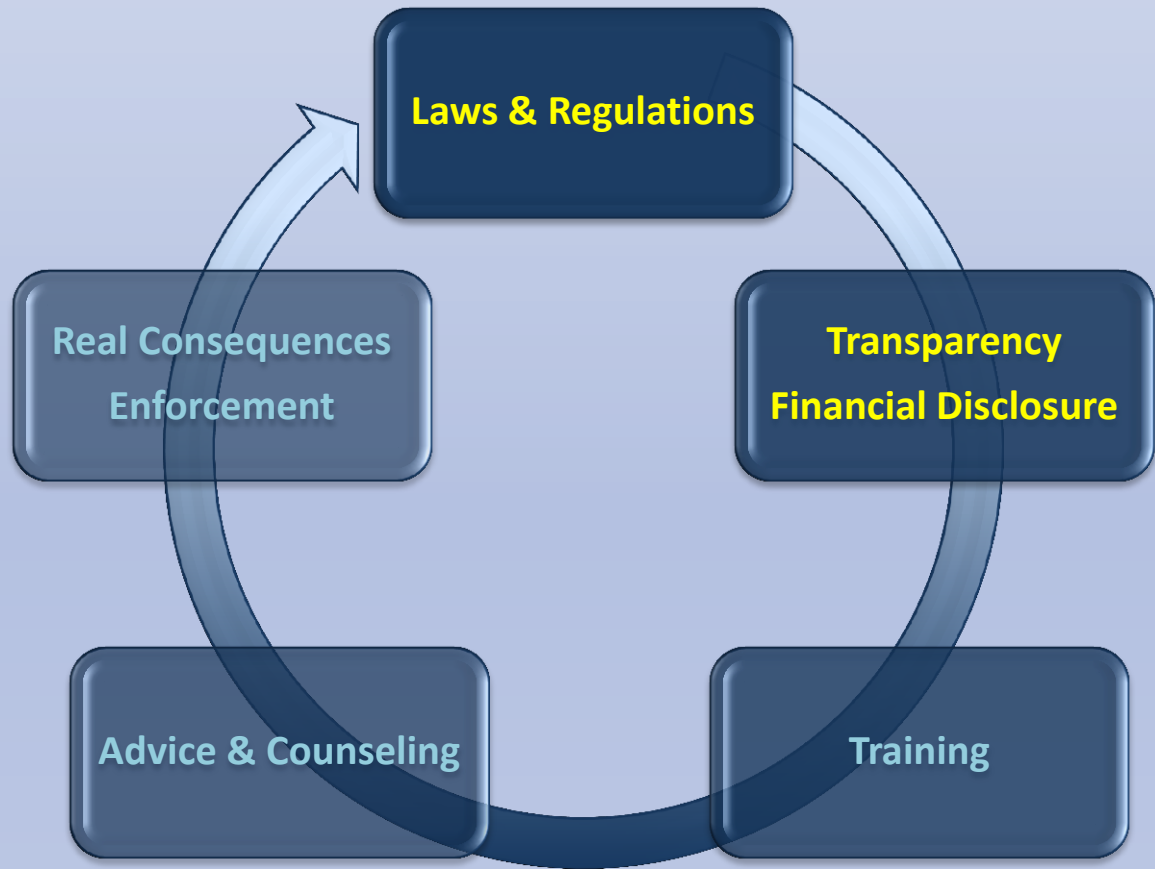 Laws & Regulations
Transparency
Financial Disclosure
Training
Advice & Counseling
Real Consequences
Enforcement